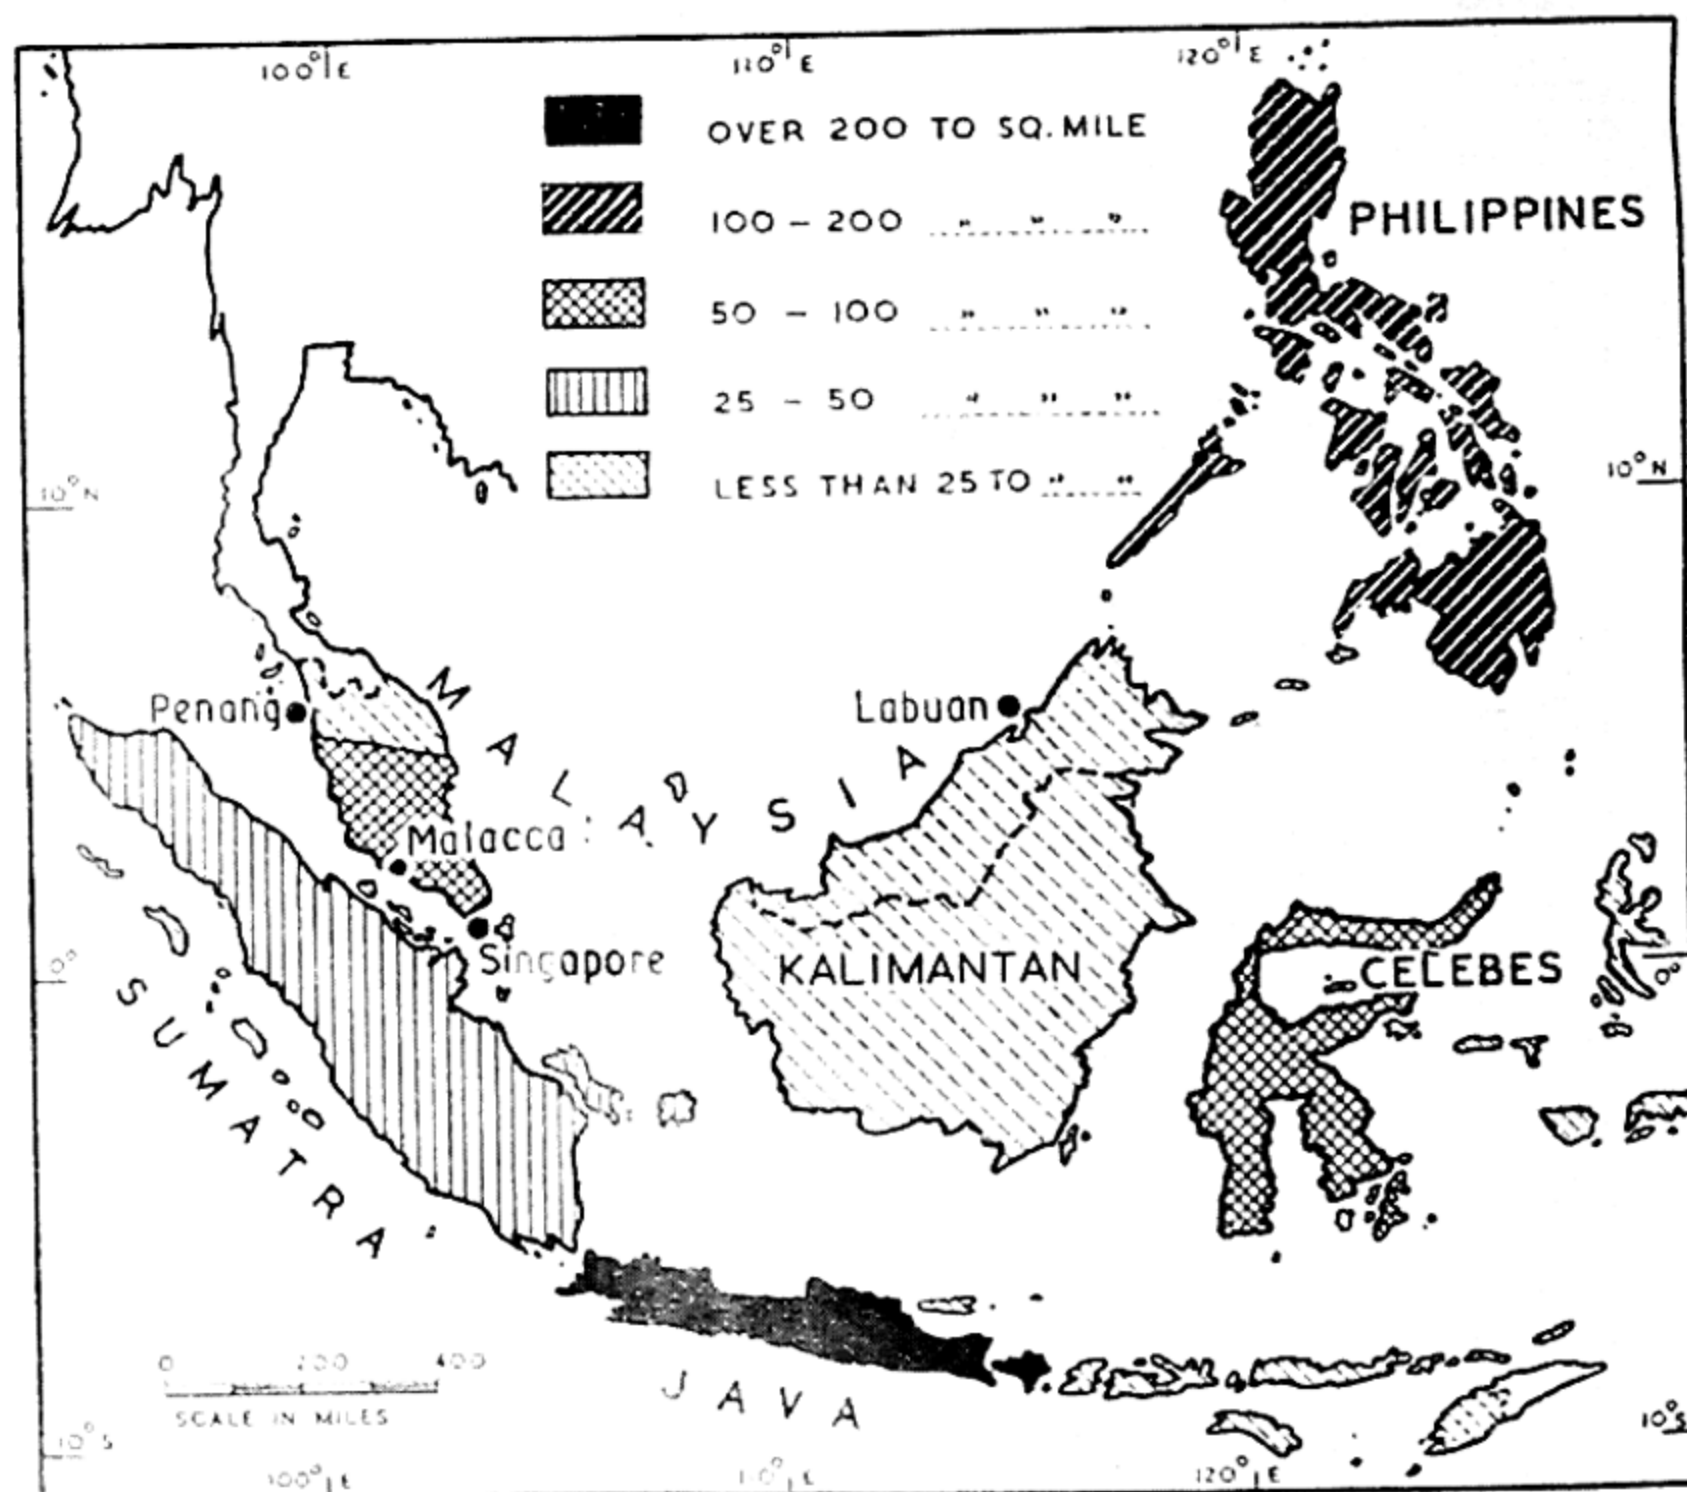 100° E
110° E
120° E
OVER 200 TO SQ. MILE
100 – 200 " " "
50 – 100 " " "
25 – 50 " " "
LESS THAN 25 TO " "
PHILIPPINES
10° N
10° N
Penang
Labuan
MALAYSIA
Malacca
Singapore
KALIMANTAN
CELEBES
0°
0°
SUMATRA
0 200 400
SCALE IN MILES
JAVA
10° S
10° S
100° E
110° E
120° E